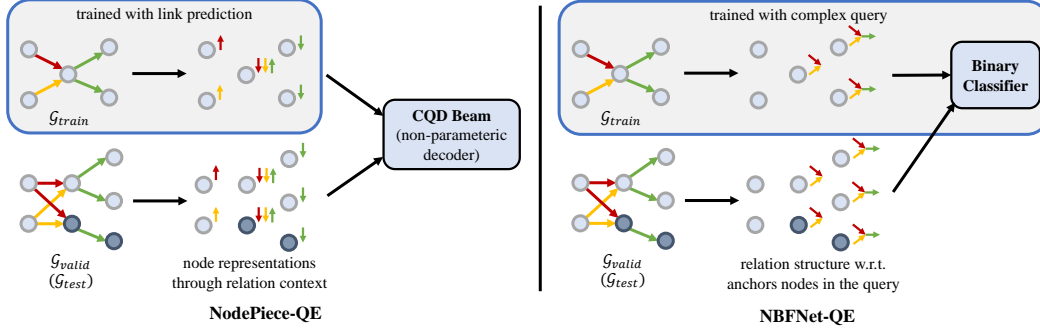 trained with link prediction
𝒢train
CQD Beam
(non-parameteric
decoder)
𝒢valid
(𝒢test)
node representations
through relation context
NodePiece-QE
trained with complex query
𝒢train
Binary
Classifier
𝒢valid
(𝒢test)
relation structure w.r.t.
anchors nodes in the query
NBFNet-QE